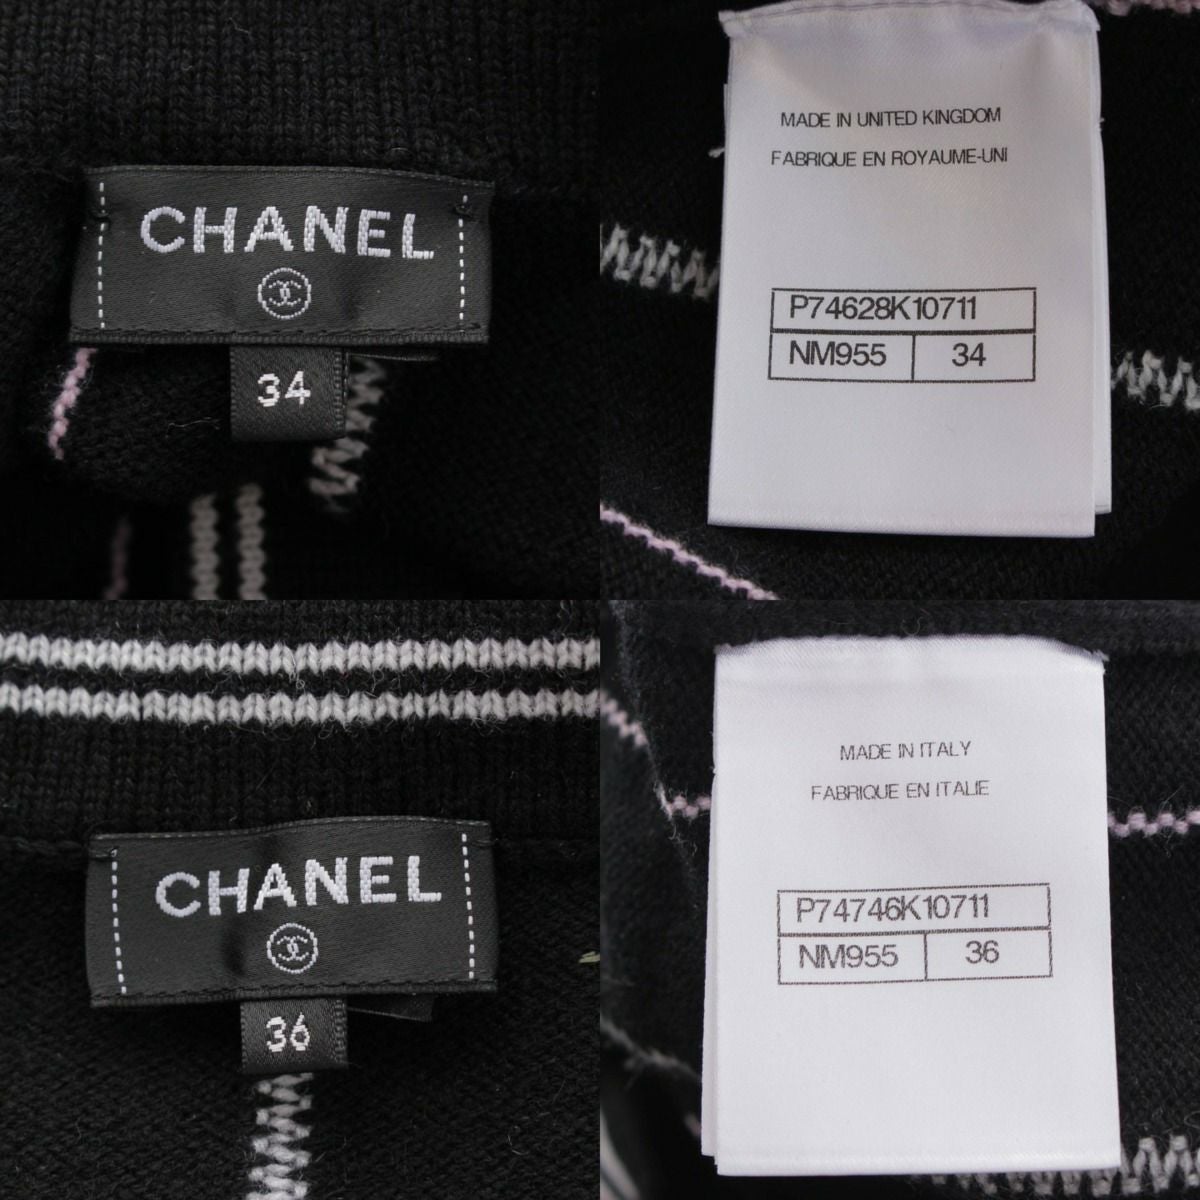 CHANEL
34
MADE IN UNITED KINGDOM
FABRIQUE EN ROYAUME-UNI
P74628K10711
NM955 34
CHANEL
36
MADE IN ITALY
FABRIQUE EN ITALIE
P74746K10711
NM955 36